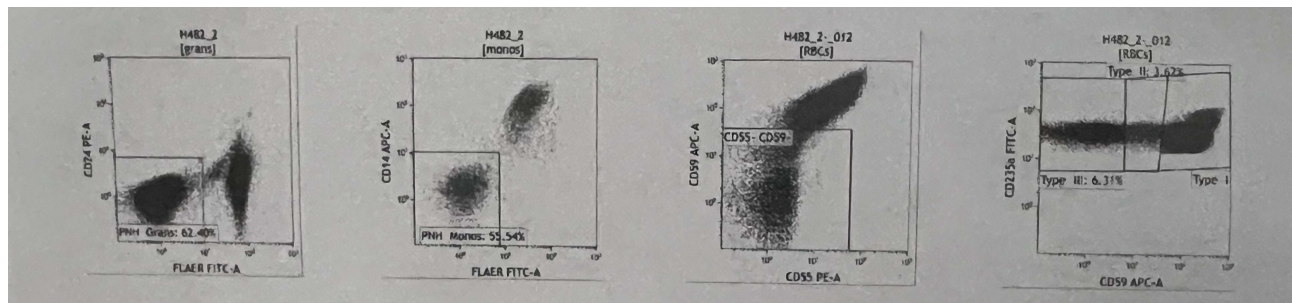 H482_2
[grans]
CD24 PE-A
PNH Grans: 62.40%
FLAER FITC-A
H482_2
[monos]
CD14 APC-A
PNH Monos: 55.54%
FLAER FITC-A
H482_2-_012
[RBCs]
CD59 APC-A
CD55- CD59-
CD55 PE-A
H482_2-_012
[RBCs]
Type II: 3.62%
CD235a FITC-A
Type III: 6.31%
Type I
CD59 APC-A